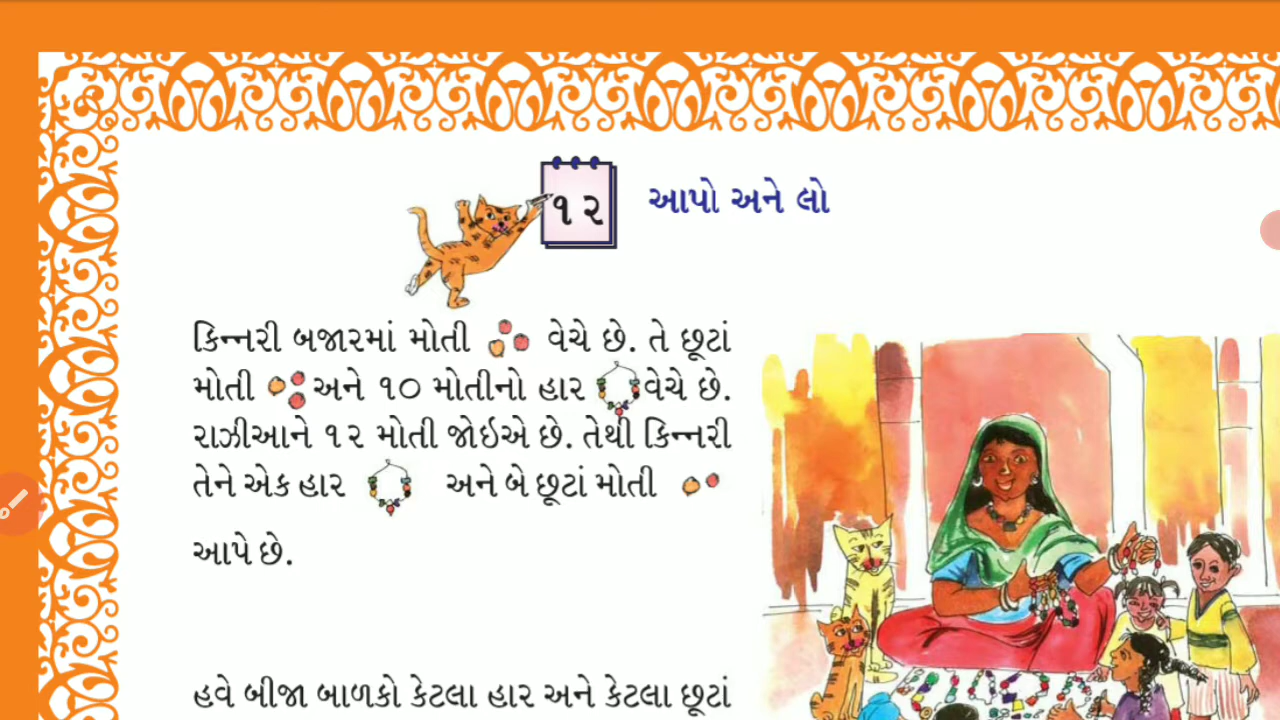 ૧૨
આપો અને લો
કિન્નરી બજારમાં મોતી વેચે છે. તે છૂટાં
મોતી અને ૧૦ મોતીનો હાર વેચે છે.
રાઝીઆને ૧૨ મોતી જોઇએ છે. તેથી કિન્નરી
તેને એક હાર અને બે છૂટાં મોતી
આપે છે.
હવે બીજા બાળકો કેટલા હાર અને કેટલા છૂટાં